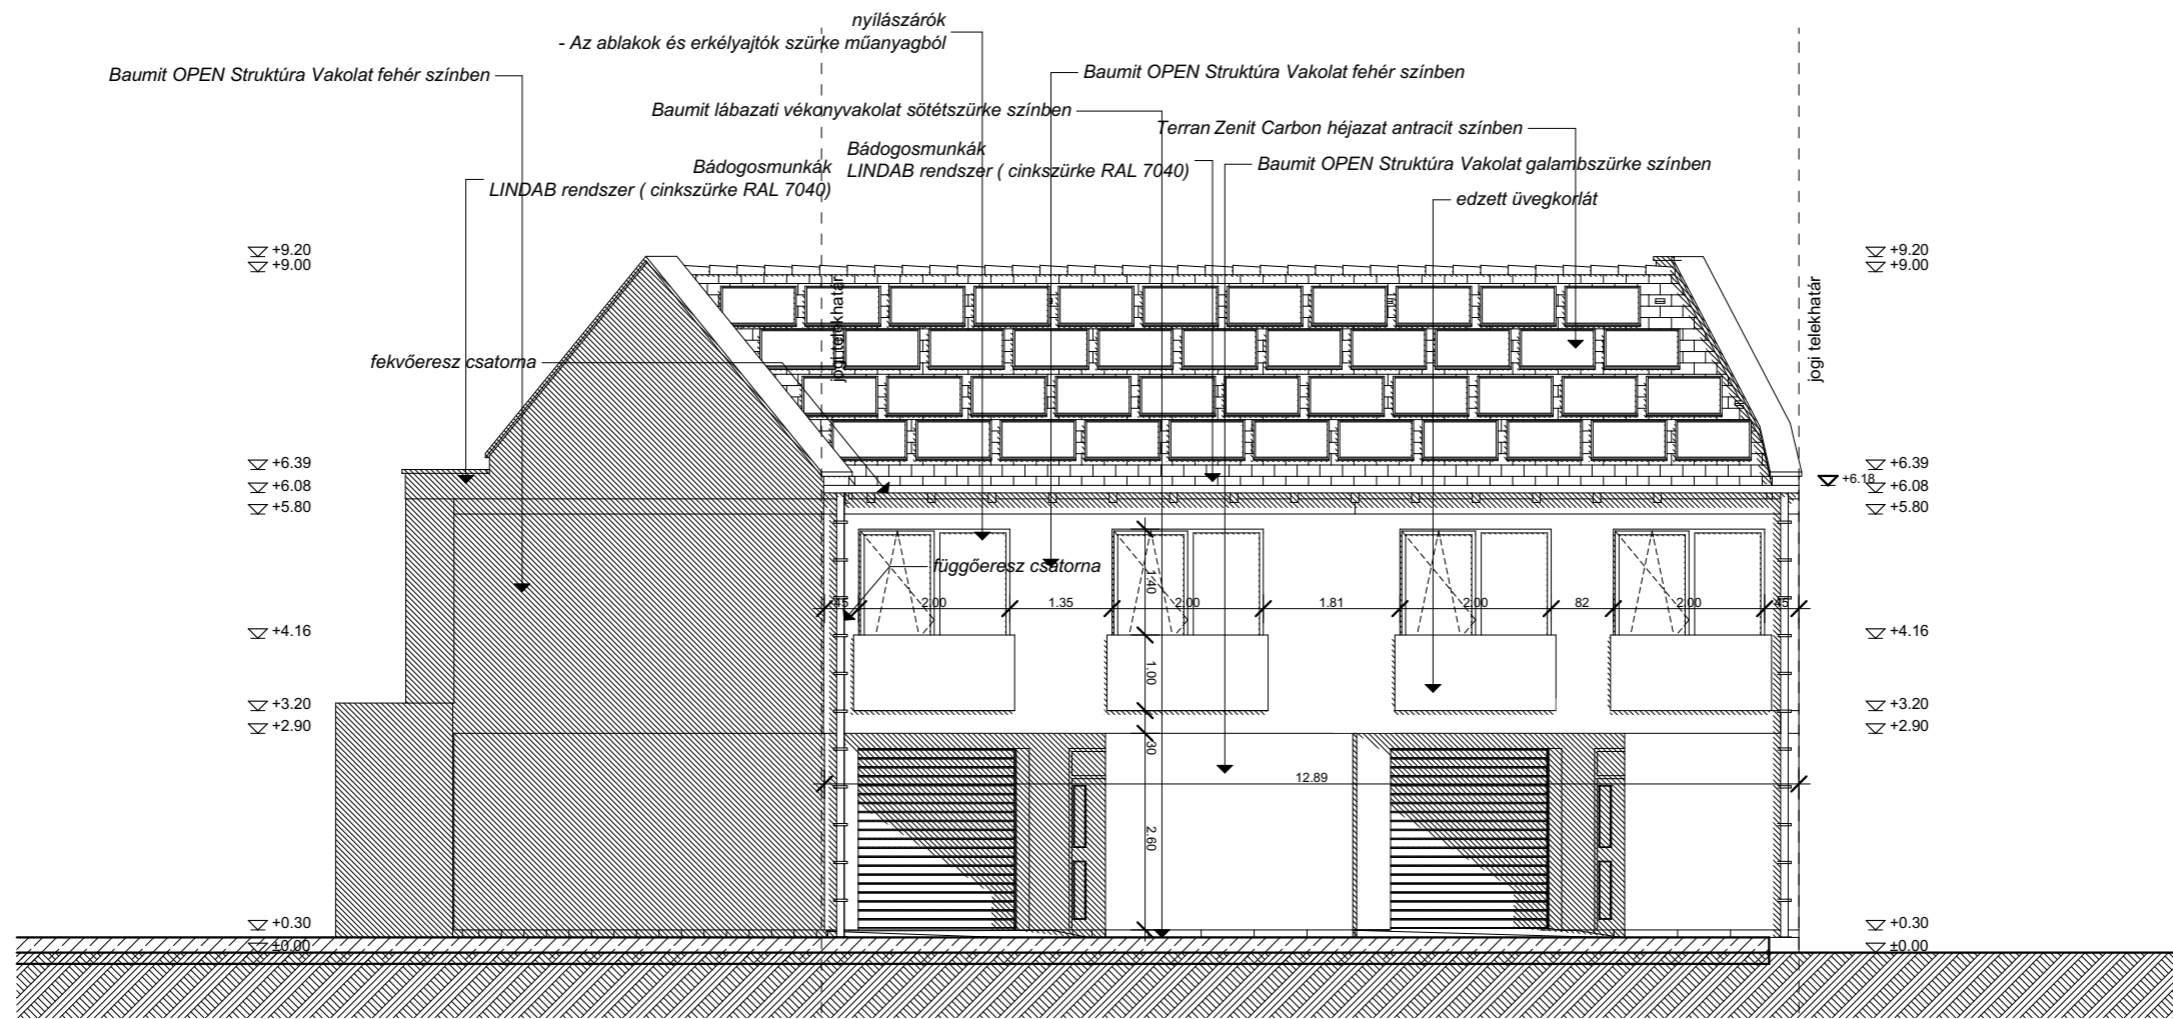 nyílászárók
- Az ablakok és erkélyajtók szürke műanyagból
Baumit OPEN Struktúra Vakolat fehér színben
Baumit OPEN Struktúra Vakolat fehér színben
Baumit lábazati vékonyvakolat sötétszürke színben
Terran Zenit Carbon héjazat antracit színben
Bádogosmunkák
LINDAB rendszer ( cinkszürke RAL 7040)
Bádogosmunkák
LINDAB rendszer ( cinkszürke RAL 7040)
Baumit OPEN Struktúra Vakolat galambszürke színben
edzett üvegkorlát
+9.20
+9.00
+9.20
+9.00
jogi telekhatár
jogi telekhatár
fekvőeresz csatorna
+6.39
+6.08
+5.80
+6.39
+6.18
+6.08
+5.80
függőeresz csatorna
1.40
45
2.00
1.35
2.00
1.81
2.00
82
2.00
45
+4.16
+4.16
1.00
+3.20
+2.90
+3.20
+2.90
30
12.89
2.60
+0.30
±0.00
+0.30
±0.00